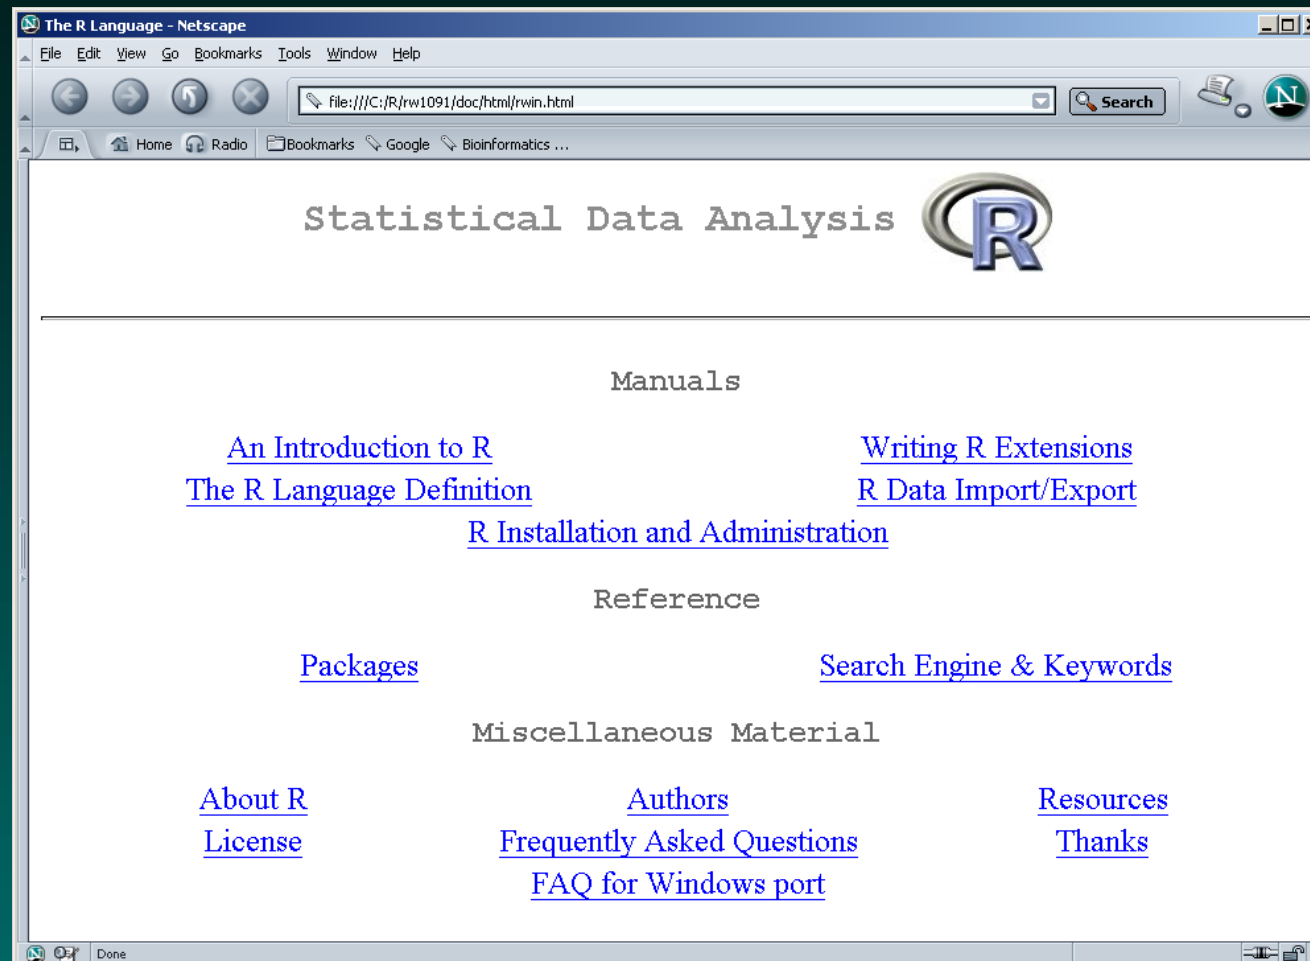 The R Language - Netscape
File Edit View Go Bookmarks Tools Window Help
file:///C:/R/rw1091/doc/html/rwin.html Search N
Home Radio Bookmarks Google Bioinformatics ...
Statistical Data Analysis R
Manuals
An Introduction to R Writing R Extensions
The R Language Definition R Data Import/Export
R Installation and Administration
Reference
Packages Search Engine & Keywords
Miscellaneous Material
About R Authors Resources
License Frequently Asked Questions Thanks
FAQ for Windows port
Done